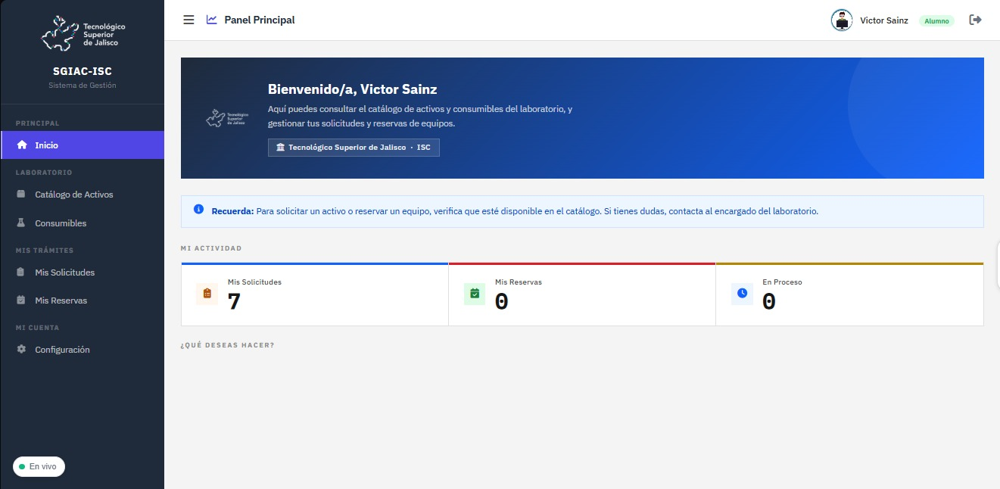 Tecnológico
Superior
de Jalisco
SGIAC-ISC
Sistema de Gestión
PRINCIPAL
Inicio
LABORATORIO
Catálogo de Activos
Consumibles
MIS TRÁMITES
Mis Solicitudes
Mis Reservas
MI CUENTA
Configuración
En vivo
Panel Principal
Victor Sainz
Alumno
Tecnológico
Superior
de Jalisco
Bienvenido/a, Victor Sainz
Aquí puedes consultar el catálogo de activos y consumibles del laboratorio, y
gestionar tus solicitudes y reservas de equipos.
Tecnológico Superior de Jalisco · ISC
Recuerda: Para solicitar un activo o reservar un equipo, verifica que esté disponible en el catálogo. Si tienes dudas, contacta al encargado del laboratorio.
MI ACTIVIDAD
Mis Solicitudes
7
Mis Reservas
0
En Proceso
0
¿QUÉ DESEAS HACER?